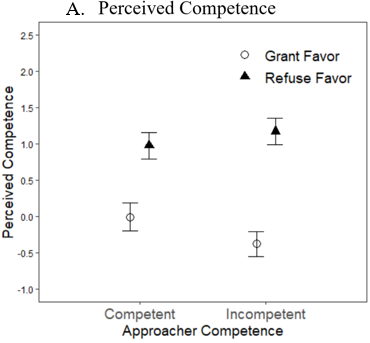 A. Perceived Competence
Grant Favor
Refuse Favor
Perceived Competence
2.5
2.0
1.5
1.0
0.5
0.0
-0.5
-1.0
Competent Incompetent
Approacher Competence